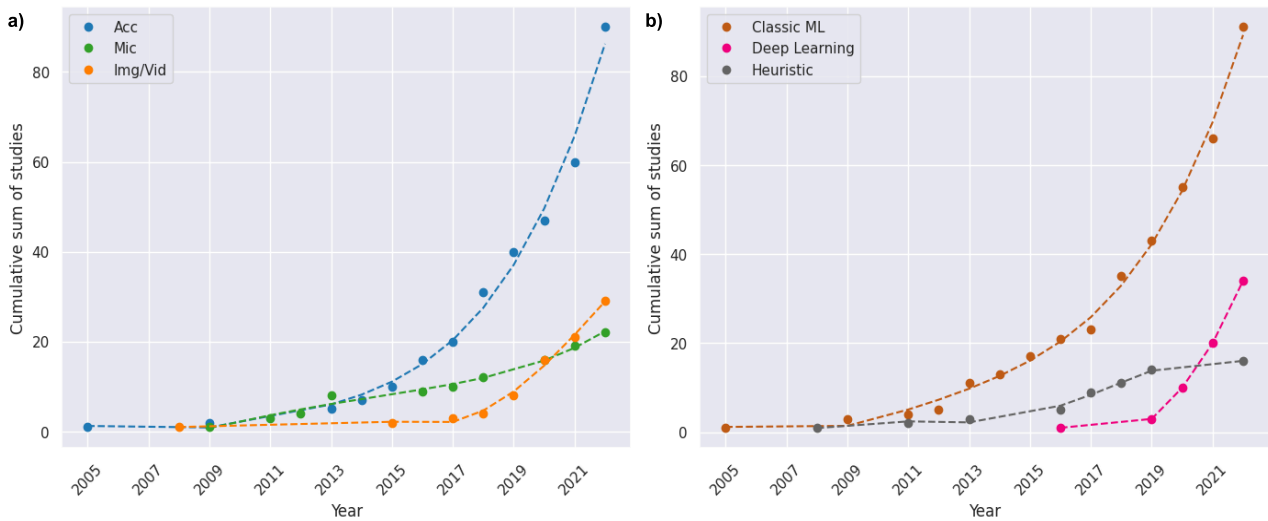 a)
Acc
Mic
Img/Vid
Cumulative sum of studies
80
60
40
20
0
2005
2007
2009
2011
2013
2015
2017
2019
2021
Year
b)
Classic ML
Deep Learning
Heuristic
Cumulative sum of studies
80
60
40
20
0
2005
2007
2009
2011
2013
2015
2017
2019
2021
Year